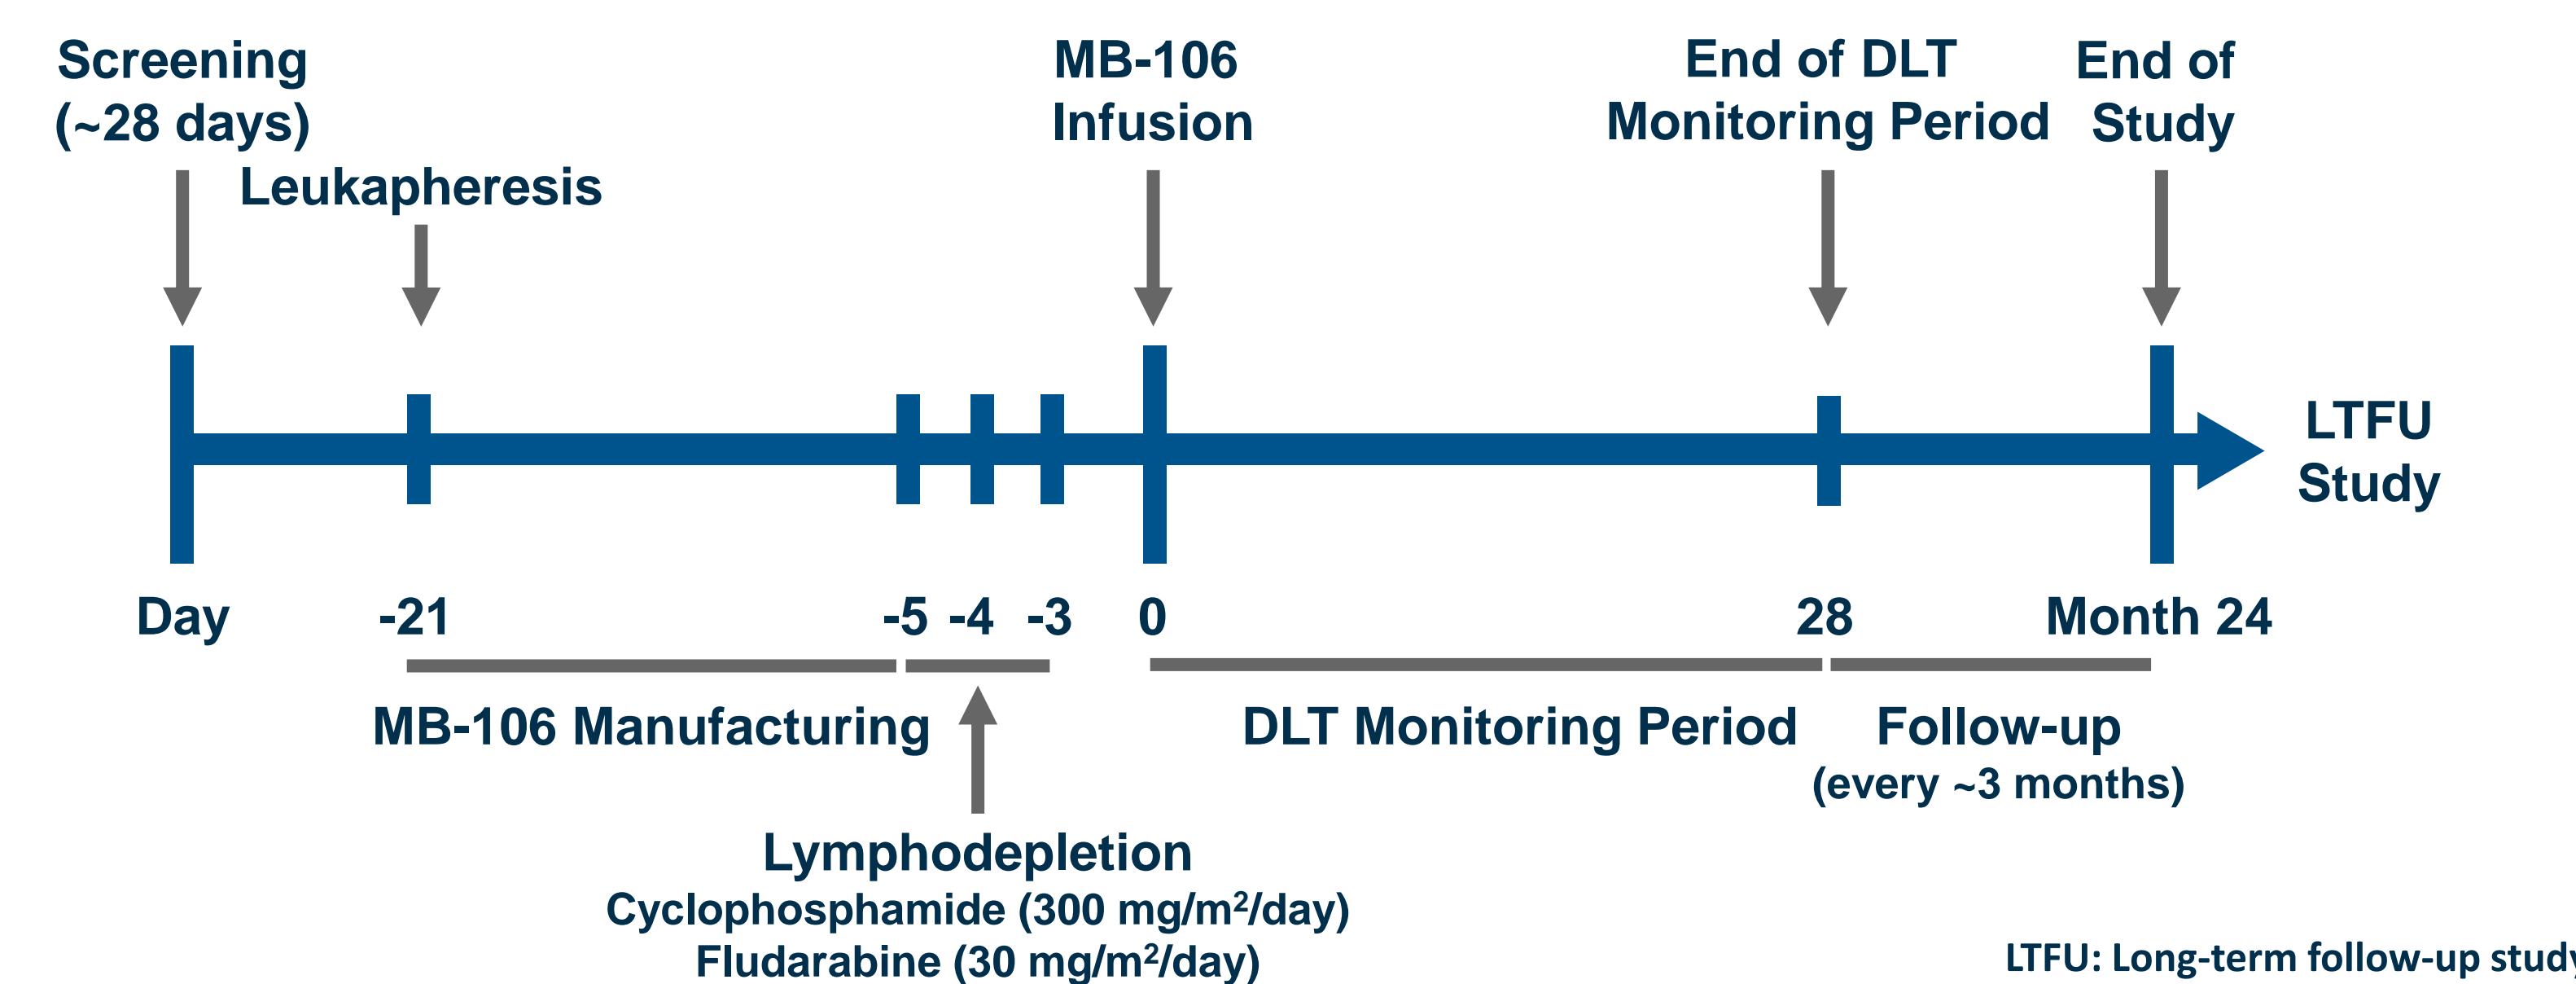 Screening
(~28 days)
Leukapheresis
MB-106
Infusion
End of DLT
Monitoring Period
End of
Study
LTFU
Study
Day -21 -5 -4 -3 0 28 Month 24
MB-106 Manufacturing
DLT Monitoring Period
Follow-up
(every ~3 months)
Lymphodepletion
Cyclophosphamide (300 mg/m²/day)
Fludarabine (30 mg/m²/day)
LTFU: Long-term follow-up study